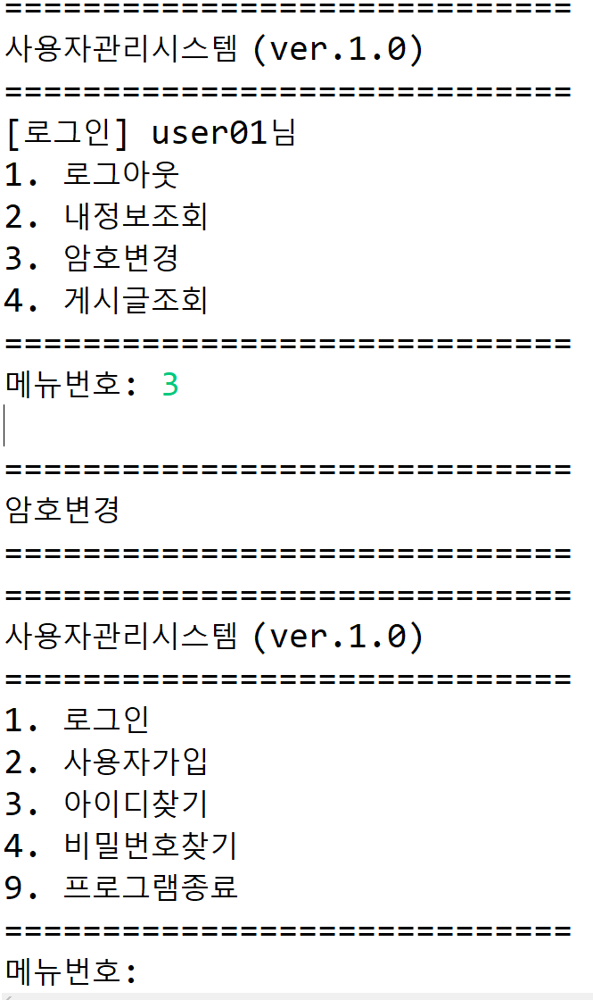 =============================
사용자관리시스템 (ver.1.0)
=============================
[로그인] user01님
1. 로그아웃
2. 내정보조회
3. 암호변경
4. 게시글조회
=============================
메뉴번호: 3
=============================
암호변경
=============================
=============================
사용자관리시스템 (ver.1.0)
=============================
1. 로그인
2. 사용자가입
3. 아이디찾기
4. 비밀번호찾기
9. 프로그램종료
=============================
메뉴번호: